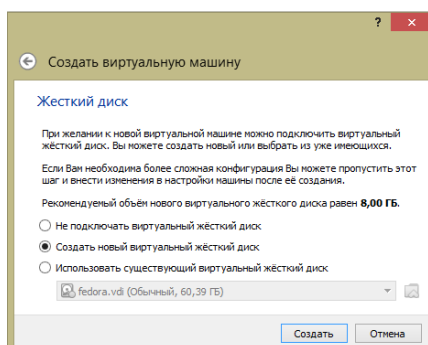 ?
×
Создать виртуальную машину
Жесткий диск
При желании к новой виртуальной машине можно подключить виртуальный
жёсткий диск. Вы можете создать новый или выбрать из уже имеющихся.
Если Вам необходима более сложная конфигурация Вы можете пропустить этот
шаг и внести изменения в настройки машины после её создания.
Рекомендуемый объём нового виртуального жёсткого диска равен 8,00 ГБ.
Не подключать виртуальный жёсткий диск
Создать новый виртуальный жёсткий диск
Использовать существующий виртуальный жёсткий диск
fedora.vdi (Обычный, 60,39 ГБ)
Создать Отмена